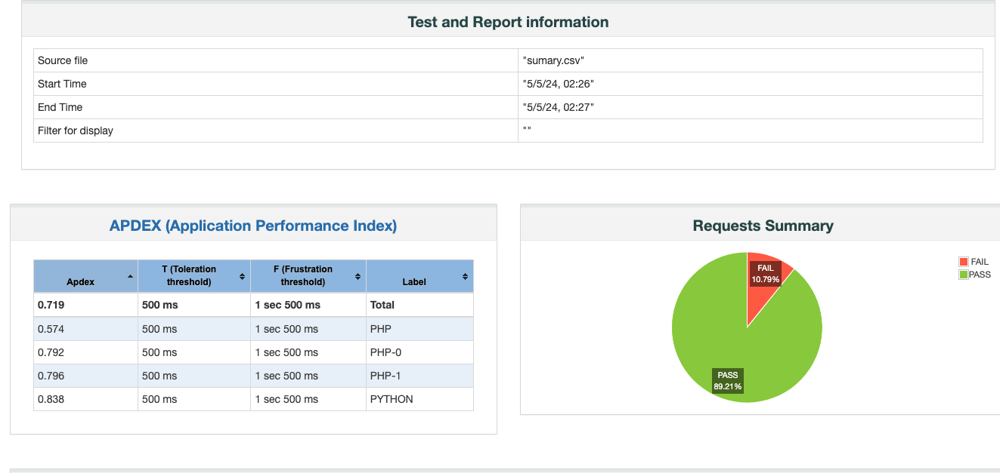 Test and Report information
Source file "sumary.csv"
Start Time "5/5/24, 02:26"
End Time "5/5/24, 02:27"
Filter for display ""
APDEX (Application Performance Index)
Apdex T (Toleration threshold) F (Frustration threshold) Label
0.719 500 ms 1 sec 500 ms Total
0.574 500 ms 1 sec 500 ms PHP
0.792 500 ms 1 sec 500 ms PHP-0
0.796 500 ms 1 sec 500 ms PHP-1
0.838 500 ms 1 sec 500 ms PYTHON
Requests Summary
FAIL
10.79%
PASS
89.21%
FAIL
PASS